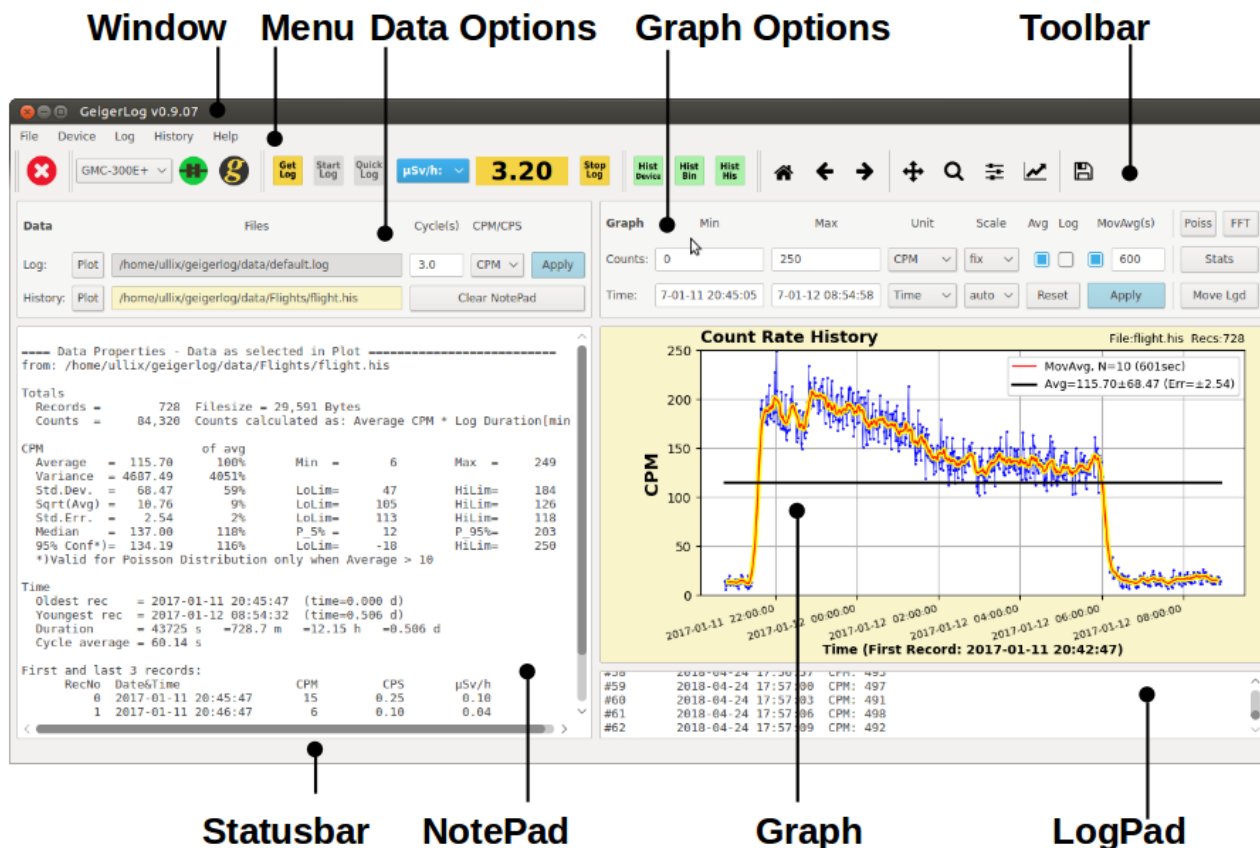 Window Menu Data Options Graph Options Toolbar
GeigerLog v0.9.07
File Device Log History Help
GMC-300E+ g Get Log Start Log Quick Log µSv/h: 3.20 Stop Log Hist Device Hist Bin Hist His
Data Files Cycle(s) CPM/CPS
Log: Plot /home/ullix/geigerlog/data/default.log 3.0 CPM Apply
History: Plot /home/ullix/geigerlog/data/Flights/flight.his Clear NotePad
Graph Min Max Unit Scale Avg Log MovAvg(s) Poiss FFT
Counts: 0 250 CPM fix 600 Stats
Time: 7-01-11 20:45:05 7-01-12 08:54:58 Time auto Reset Apply Move Lgd
==== Data Properties - Data as selected in Plot ===========================
from: /home/ullix/geigerlog/data/Flights/flight.his
Totals
Records = 728 Filesize = 29,591 Bytes
Counts = 84,320 Counts calculated as: Average CPM * Log Duration[min
CPM of avg
Average = 115.70 100% Min = 6 Max = 249
Variance = 4687.49 4051%
Std.Dev. = 68.47 59% LoLim= 47 HiLim= 184
Sqrt(Avg) = 10.76 9% LoLim= 105 HiLim= 126
Std.Err. = 2.54 2% LoLim= 113 HiLim= 118
Median = 137.00 118% P_5% = 12 P_95%= 203
95% Conf*)= 134.19 116% LoLim= -18 HiLim= 250
*)Valid for Poisson Distribution only when Average > 10
Time
Oldest rec = 2017-01-11 20:45:47 (time=0.000 d)
Youngest rec = 2017-01-12 08:54:32 (time=0.506 d)
Duration = 43725 s =728.7 m =12.15 h =0.506 d
Cycle average = 60.14 s
First and last 3 records:
RecNo Date&Time CPM CPS µSv/h
0 2017-01-11 20:45:47 15 0.25 0.10
1 2017-01-11 20:46:47 6 0.10 0.04
Count Rate History File:flight.his Recs:728
MovAvg, N=10 (601sec)
Avg=115.70±68.47 (Err=±2.54)
CPM
250
200
150
100
50
0
2017-01-11 22:00:00
2017-01-12 00:00:00
2017-01-12 02:00:00
2017-01-12 04:00:00
2017-01-12 06:00:00
2017-01-12 08:00:00
Time (First Record: 2017-01-11 20:42:47)
#58 2018-04-24 17:56:57 CPM: 495
#59 2018-04-24 17:57:00 CPM: 497
#60 2018-04-24 17:57:03 CPM: 491
#61 2018-04-24 17:57:06 CPM: 498
#62 2018-04-24 17:57:09 CPM: 492
Statusbar NotePad Graph LogPad